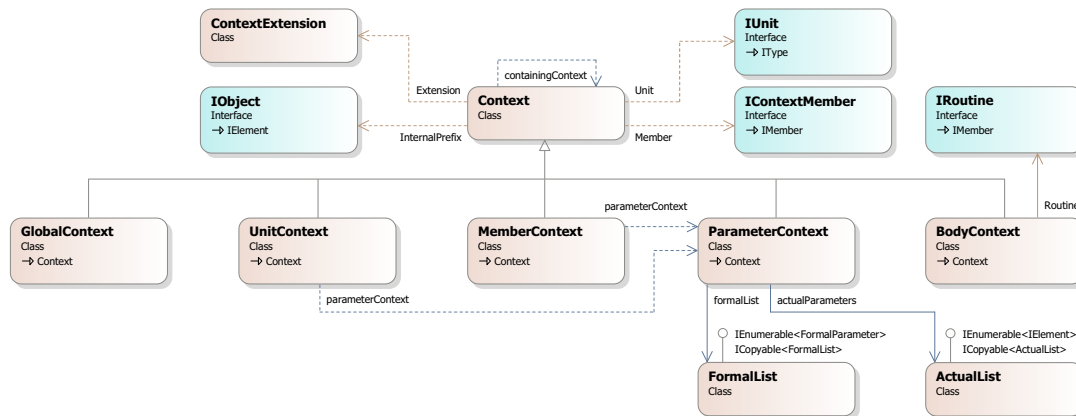 ContextExtension
Class
IUnit
Interface
→ IType
containingContext
Extension
Unit
Context
Class
IObject
Interface
→ IElement
IContextMember
Interface
→ IMember
IRoutine
Interface
→ IMember
InternalPrefix
Member
parameterContext
Routine
GlobalContext
Class
→ Context
UnitContext
Class
→ Context
MemberContext
Class
→ Context
ParameterContext
Class
→ Context
BodyContext
Class
→ Context
parameterContext
formalList
actualParameters
IEnumerable<FormalParameter>
ICopyable<FormalList>
IEnumerable<IElement>
ICopyable<ActualList>
FormalList
Class
ActualList
Class